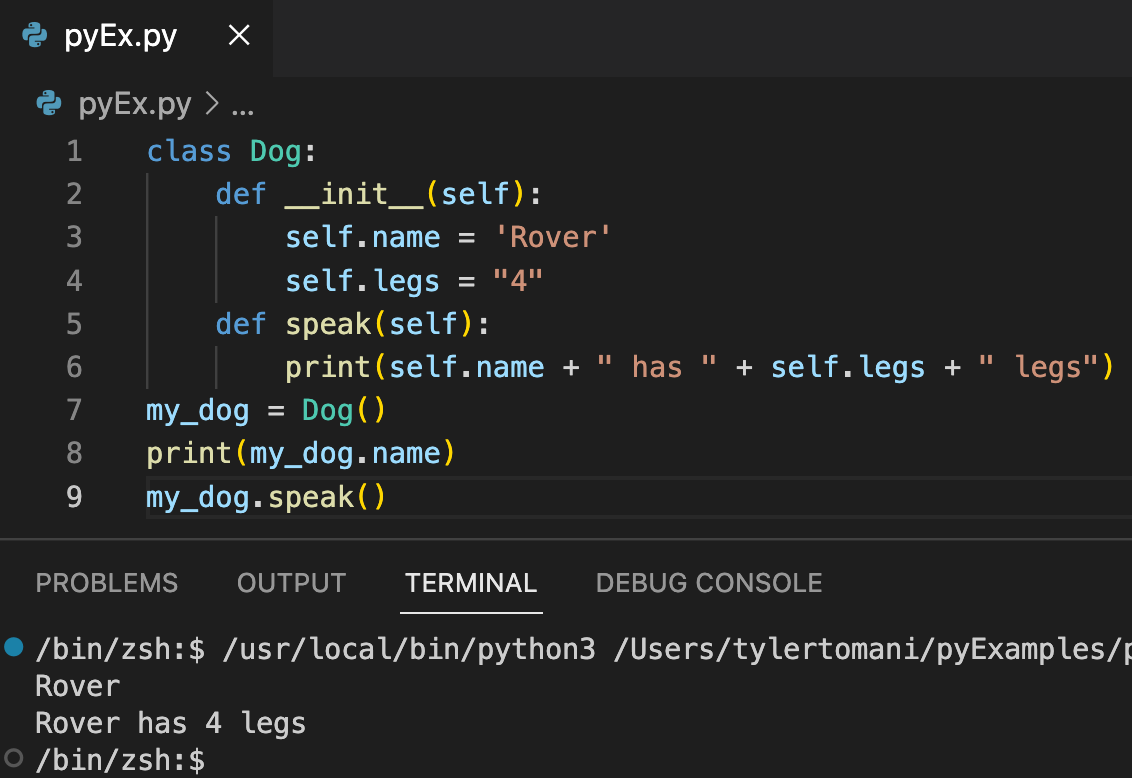 pyEx.py ×
pyEx.py > ...
1 class Dog:
2     def __init__(self):
3         self.name = 'Rover'
4         self.legs = "4"
5     def speak(self):
6         print(self.name + " has " + self.legs + " legs")
7 my_dog = Dog()
8 print(my_dog.name)
9 my_dog.speak()
PROBLEMS OUTPUT TERMINAL DEBUG CONSOLE
/bin/zsh:$ /usr/local/bin/python3 /Users/tylertomani/pyExamples/p
Rover
Rover has 4 legs
/bin/zsh:$